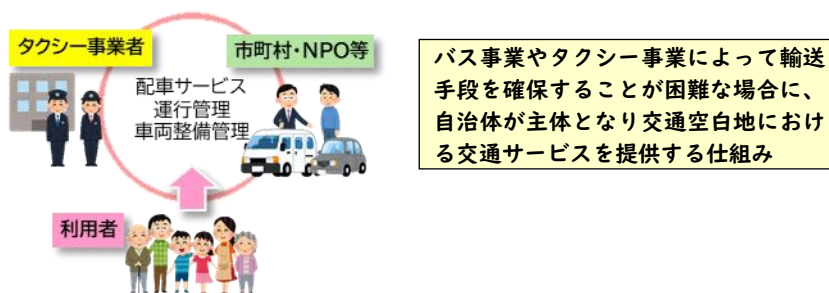 タクシー事業者
市町村・NPO等
配車サービス
運行管理
車両整備管理
利用者
バス事業やタクシー事業によって輸送
手段を確保することが困難な場合に、
自治体が主体となり交通空白地におけ
る交通サービスを提供する仕組み